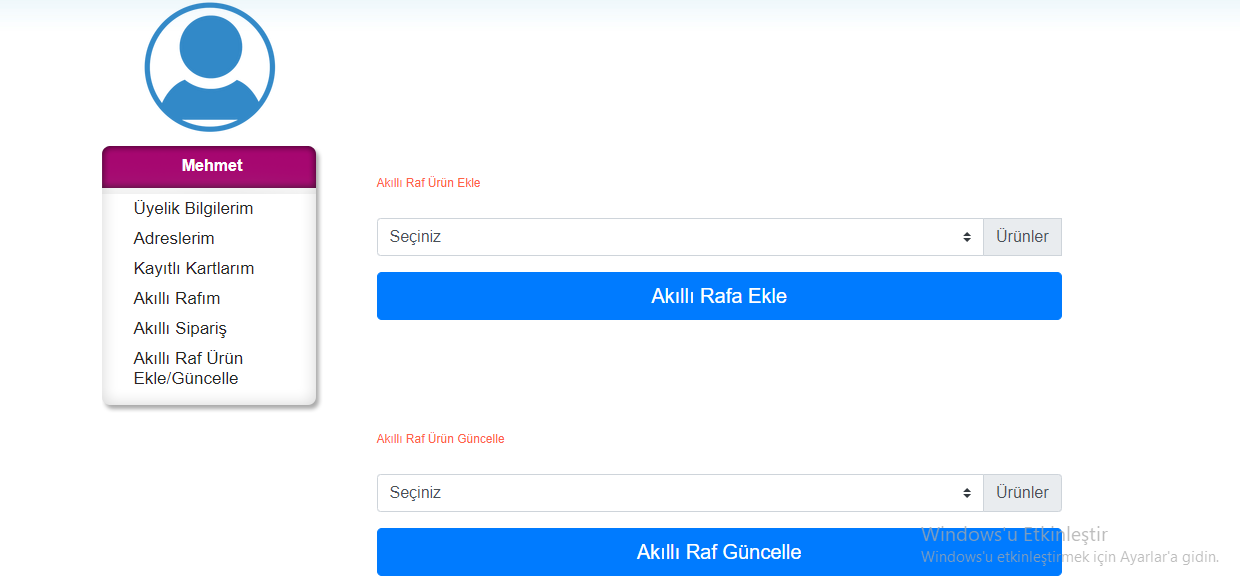 Mehmet
Üyelik Bilgilerim
Adreslerim
Kayıtlı Kartlarım
Akıllı Rafım
Akıllı Sipariş
Akıllı Raf Ürün
Ekle/Güncelle
Akıllı Raf Ürün Ekle
Seçiniz Ürünler
Akıllı Rafa Ekle
Akıllı Raf Ürün Güncelle
Seçiniz Ürünler
Akıllı Raf Güncelle
Windows'u Etkinleştir
Windows'u etkinleştirmek için Ayarlar'a gidin.